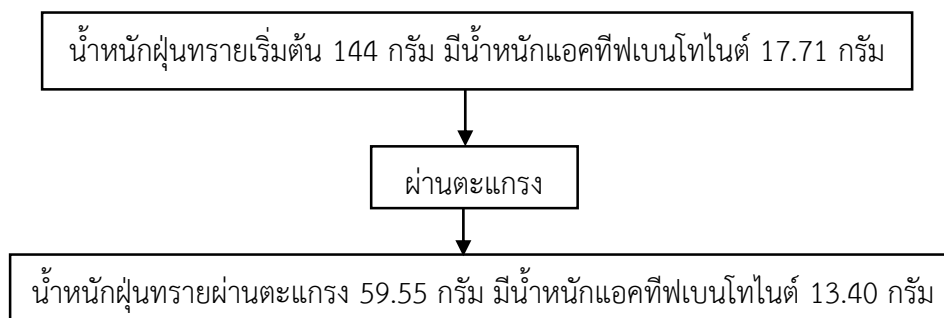 น้ำหนักฝุ่นทรายเริ่มต้น 144 กรัม มีน้ำหนักแอคทีฟเบนโทไนต์ 17.71 กรัม
ผ่านตะแกรง
น้ำหนักฝุ่นทรายผ่านตะแกรง 59.55 กรัม มีน้ำหนักแอคทีฟเบนโทไนต์ 13.40 กรัม